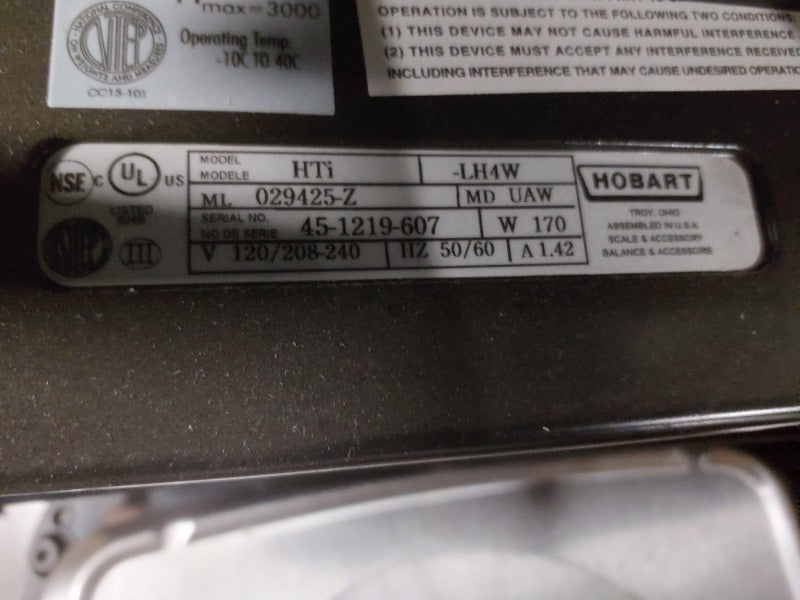 max = 3000
Operating Temp.
-10C TO 40C
NATIONAL CONFERENCE
ON WEIGHTS AND MEASURES
NTEP
CC15-101
OPERATION IS SUBJECT TO THE FOLLOWING TWO CONDITIONS:
(1) THIS DEVICE MAY NOT CAUSE HARMFUL INTERFERENCE
(2) THIS DEVICE MUST ACCEPT ANY INTERFERENCE RECEIVED
INCLUDING INTERFERENCE THAT MAY CAUSE UNDESIRED OPERATIO
NSF C UL US
LISTED
III
MODEL
MODELE HTi -LH4W
ML 029425-Z MD UAW
SERIAL NO.
NO DE SERIE 45-1219-607 W 170
V 120/208-240 HZ 50/60 A 1.42
HOBART
TROY, OHIO
ASSEMBLED IN U.S.A.
SCALE & ACCESSORY
BALANCE & ACCESSOIRE